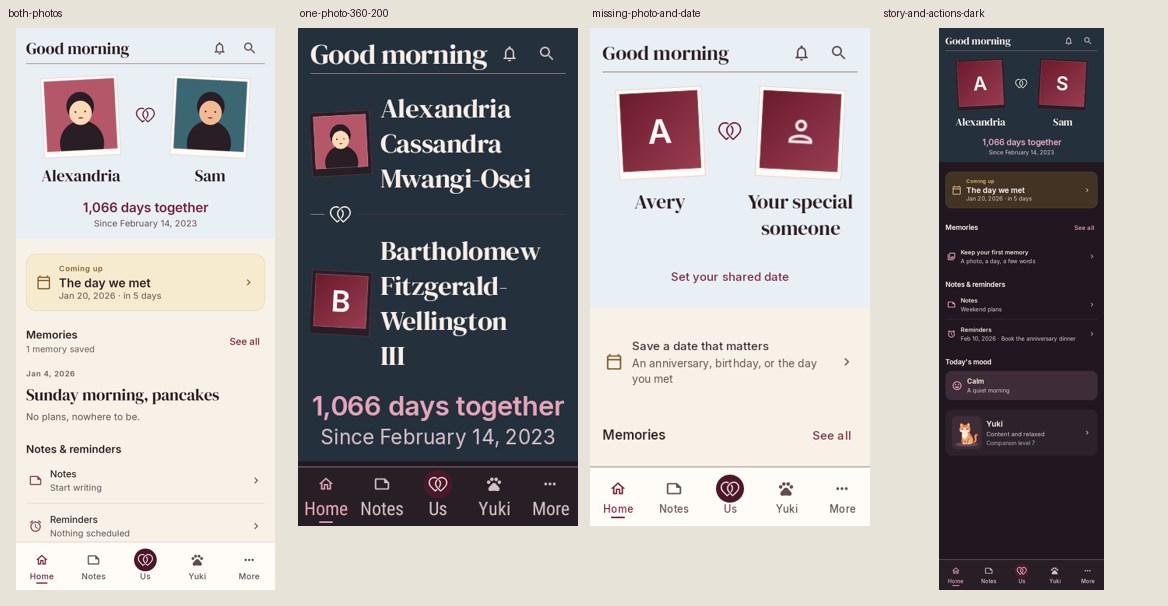 both-photos
Good morning
Alexandria
Sam
1,066 days together
Since February 14, 2023
Coming up
The day we met
Jan 20, 2026 · in 5 days
Memories
1 memory saved
See all
Jan 4, 2026
Sunday morning, pancakes
No plans, nowhere to be.
Notes & reminders
Notes
Start writing
Reminders
Nothing scheduled
Home
Notes
Us
Yuki
More
one-photo-360-200
Good morning
Alexandria
Cassandra
Mwangi-Osei
B
Bartholomew
Fitzgerald-
Wellington
III
1,066 days together
Since February 14, 2023
Home
Notes
Us
Yuki
More
missing-photo-and-date
Good morning
A
Avery
Your special
someone
Set your shared date
Save a date that matters
An anniversary, birthday, or the day
you met
Memories
See all
Home
Notes
Us
Yuki
More
story-and-actions-dark
Good morning
A
S
Alexandria
Sam
1,066 days together
Since February 14, 2023
Coming up
The day we met
Jan 20, 2026 · in 5 days
Memories
See all
Keep your first memory
A photo, a day, a few words
Notes & reminders
Notes
Weekend plans
Reminders
Feb 10, 2026 · Book the anniversary dinner
Today's mood
Calm
A quiet morning
Yuki
Content and relaxed
Companion level 7
Home
Notes
Us
Yuki
More